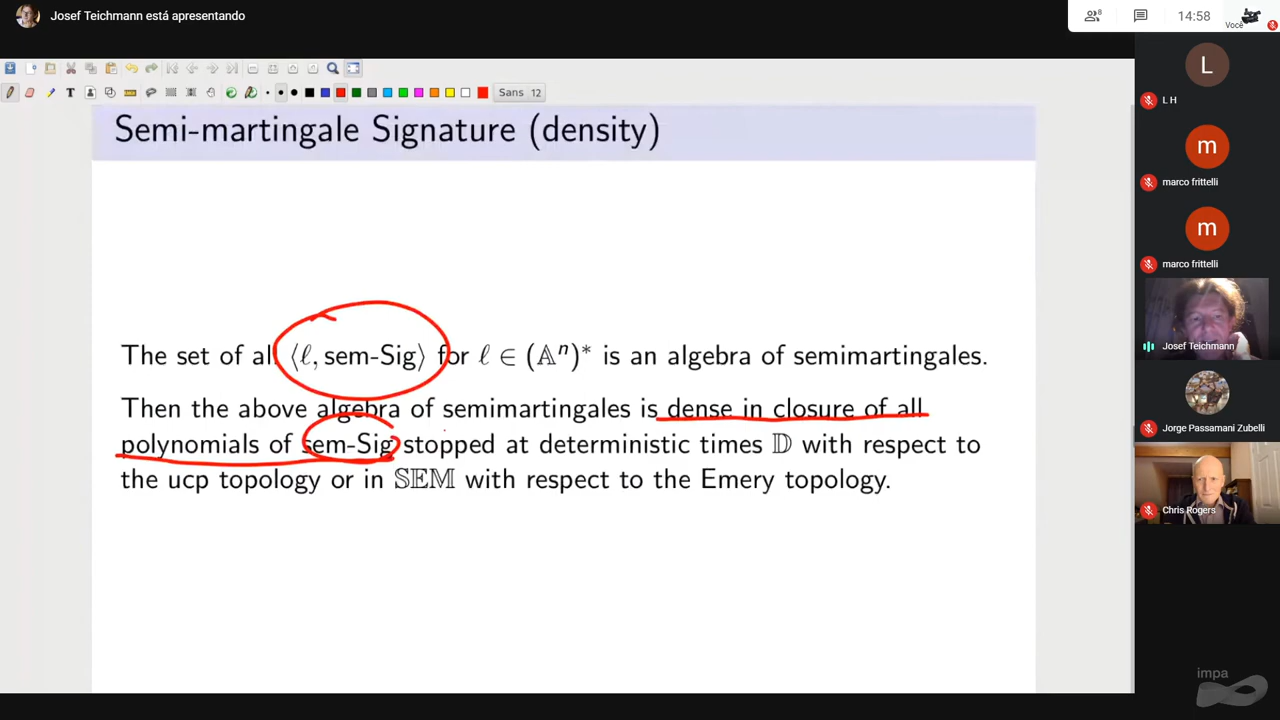 Josef Teichmann está apresentando
8
14:58
Você
T
Sans 12
Semi-martingale Signature (density)
The set of al ⟨ℓ, sem-Sig⟩ for ℓ ∈ (𝔸ⁿ)* is an algebra of semimartingales.
Then the above algebra of semimartingales is dense in closure of all
polynomials of sem-Sig stopped at deterministic times 𝔻 with respect to
the ucp topology or in 𝕊𝔼𝕄 with respect to the Emery topology.
L
L H
m
marco frittelli
m
marco frittelli
Josef Teichmann
Jorge Passamani Zubelli
Chris Rogers
impa